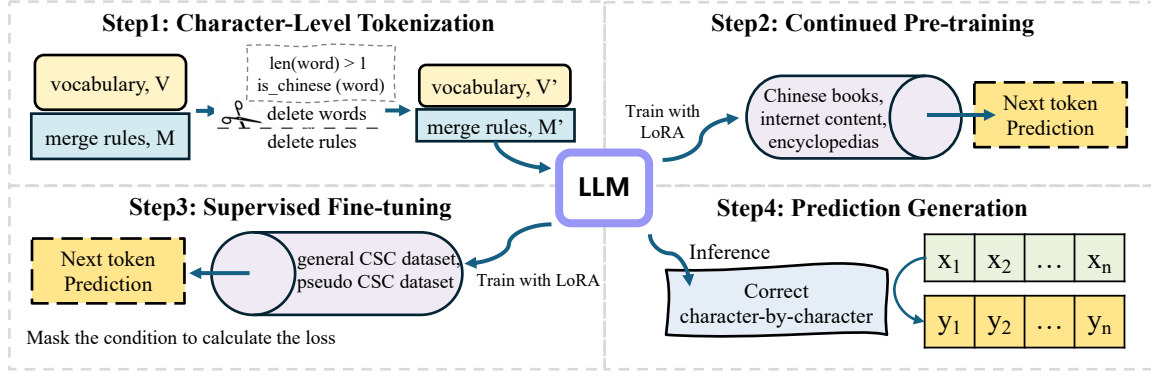 Step1: Character-Level Tokenization
vocabulary, V
merge rules, M
len(word) > 1
is_chinese (word)
delete words
delete rules
vocabulary, V’
merge rules, M’
Step2: Continued Pre-training
Train with
LoRA
Chinese books,
internet content,
encyclopedias
Next token
Prediction
LLM
Step3: Supervised Fine-tuning
Next token
Prediction
general CSC dataset,
pseudo CSC dataset
Train with LoRA
Mask the condition to calculate the loss
Step4: Prediction Generation
Inference
Correct
character-by-character
x₁ x₂ … xₙ
y₁ y₂ … yₙ